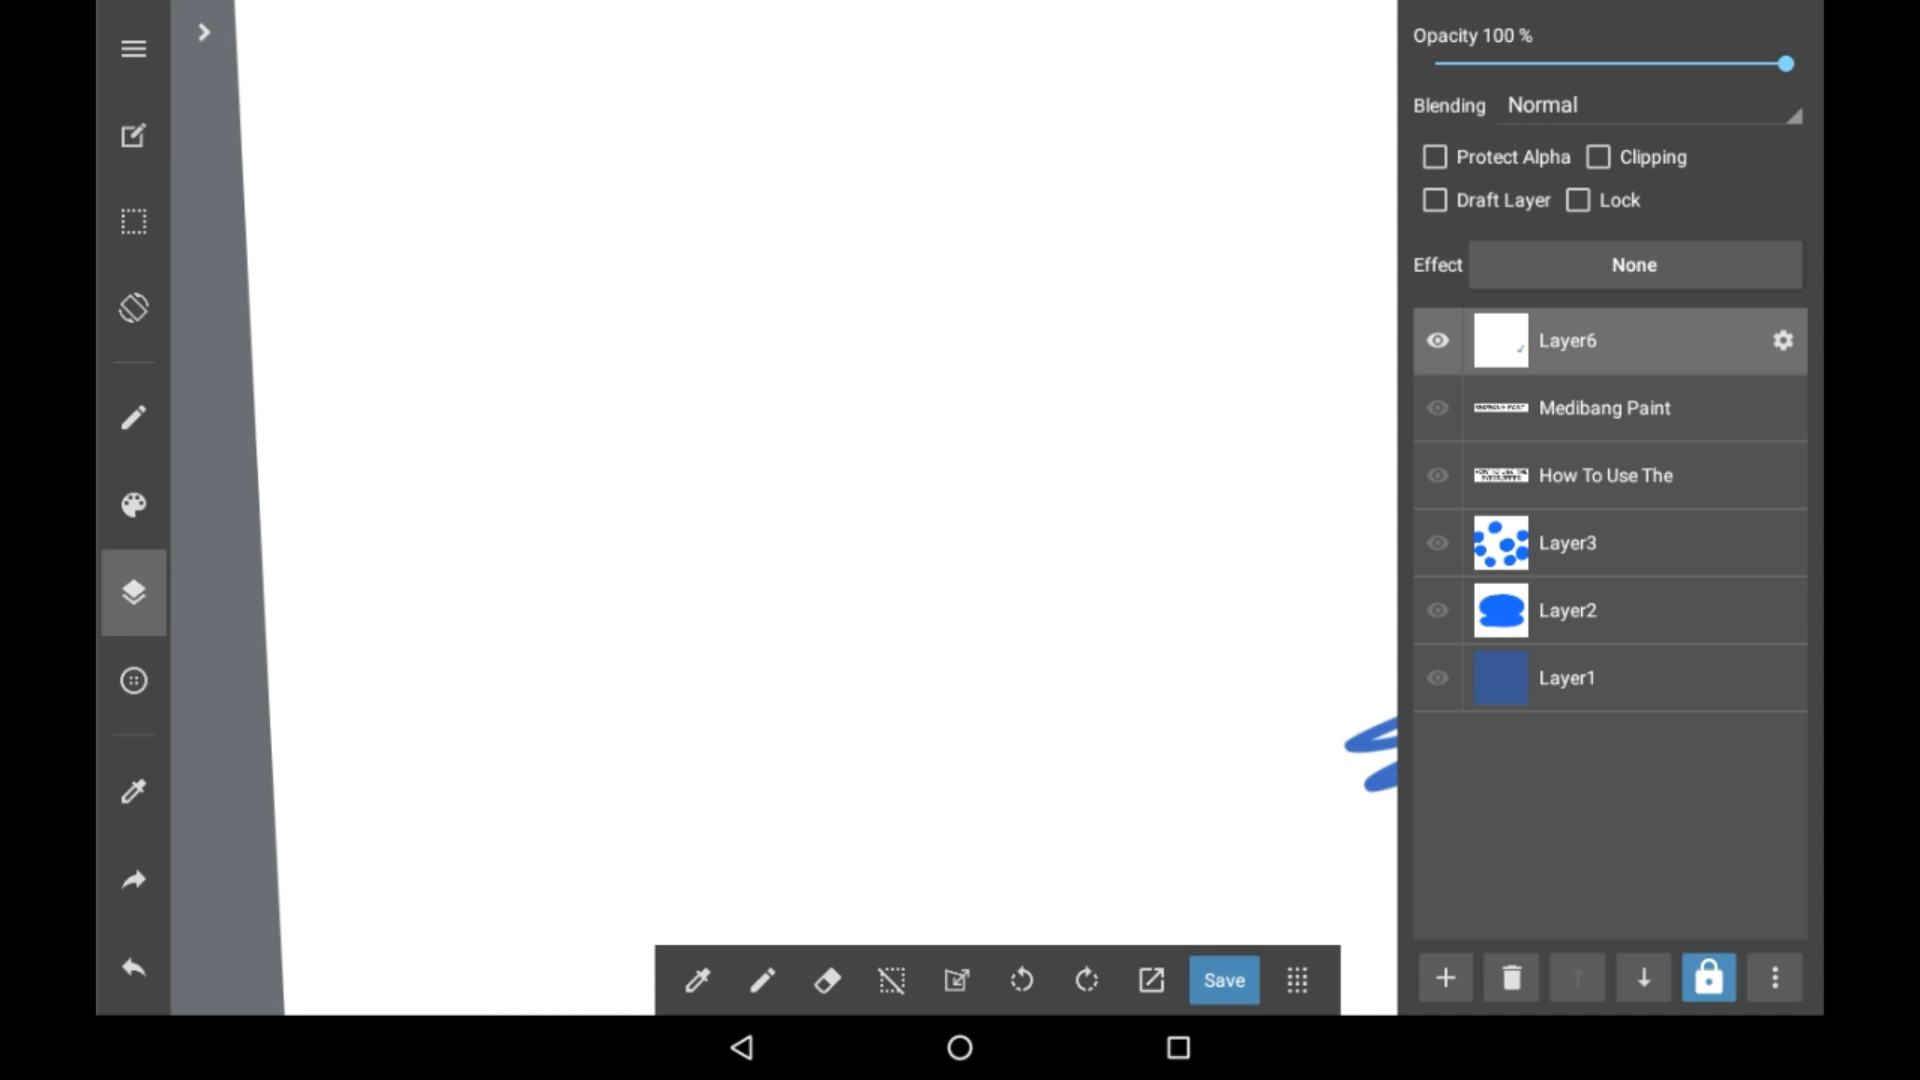 Opacity 100 %
Blending Normal
Protect Alpha Clipping
Draft Layer Lock
Effect None
Layer6
Medibang Paint
How To Use The
Layer3
Layer2
Layer1
Save